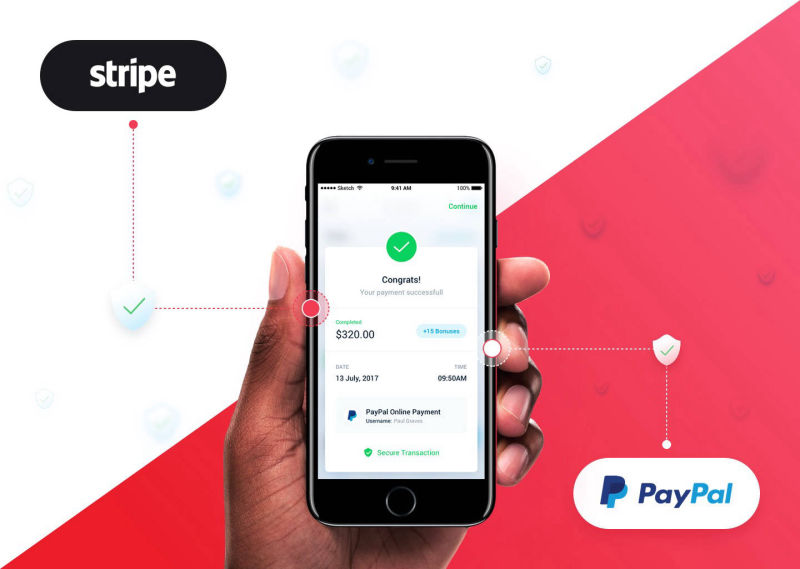 stripe
Sketch 9:41 AM 100%
Continue
Congrats!
Your payment successfull
Completed
$320.00 +15 Bonuses
DATE TIME
13 July, 2017 09:50AM
PayPal Online Payment
Username: Paul Graves
Secure Transaction
PayPal